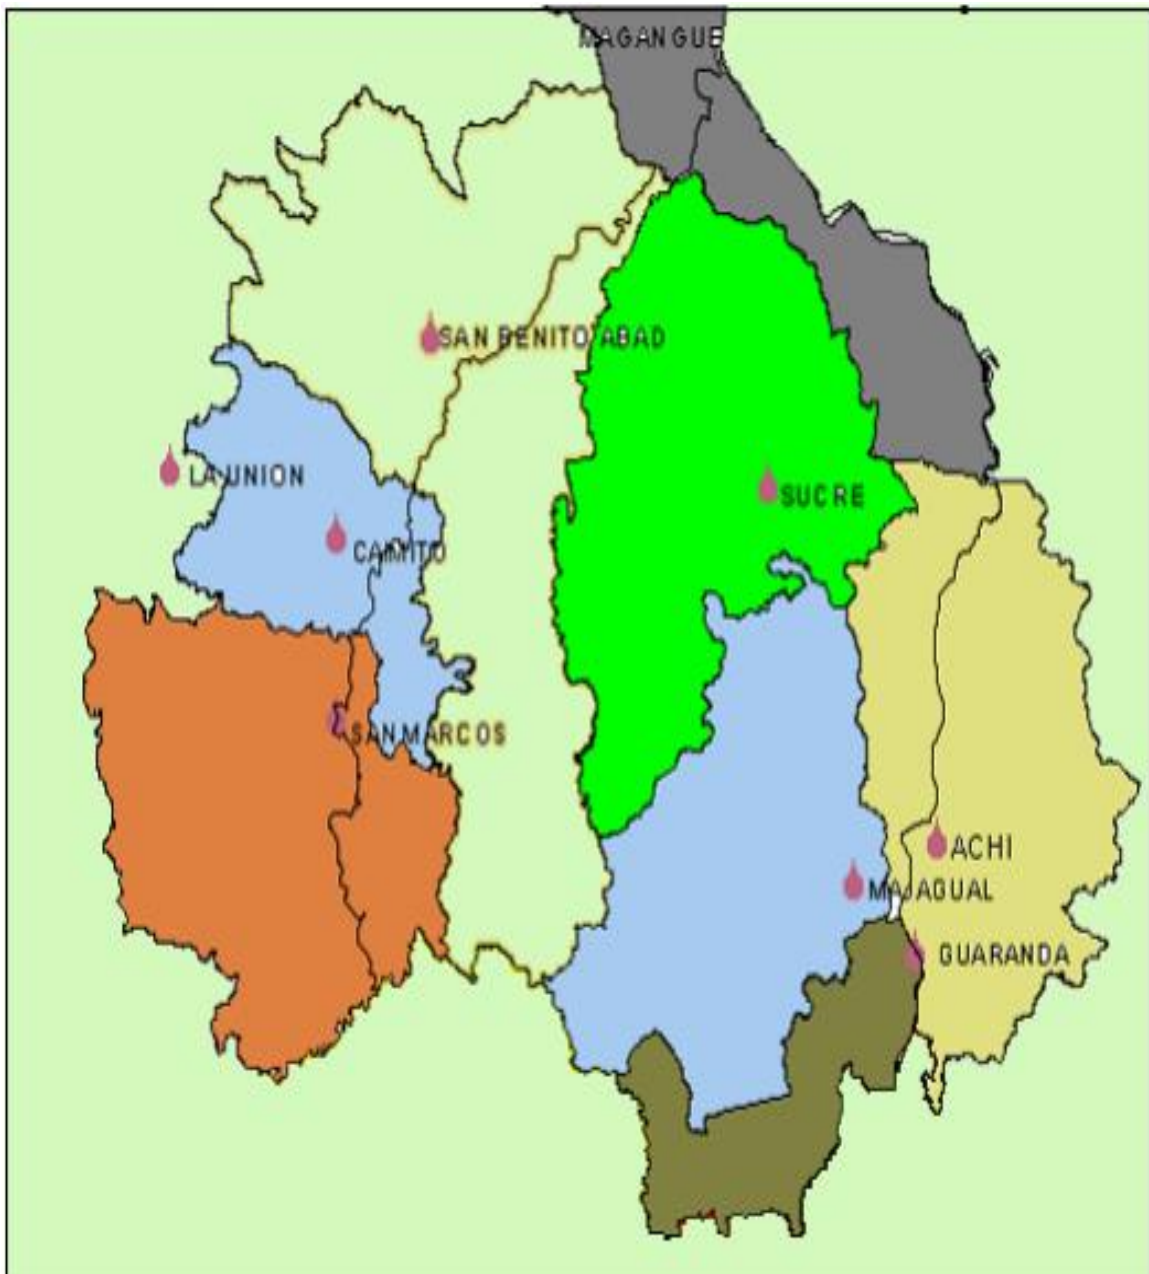 MAGANGUE
SAN BENITO ABAD
LA UNION
SUCRE
CAIMITO
SAN MARCOS
ACHI
MAJAGUAL
GUARANDA